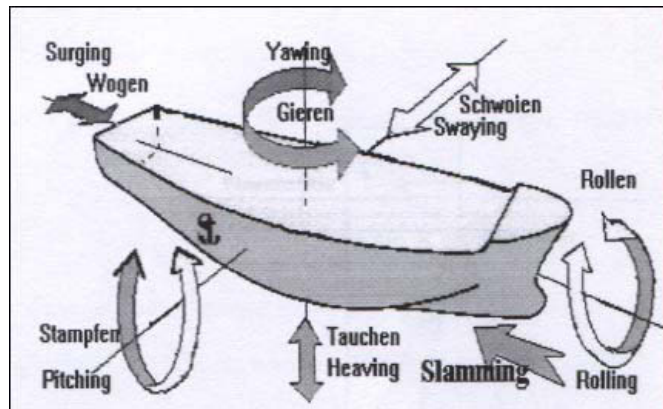 Surging
Wogen
Yawing
Gieren
Schwoien
Swaying
Rollen
Stampfen
Pitching
Tauchen
Heaving
Slamming
Rolling